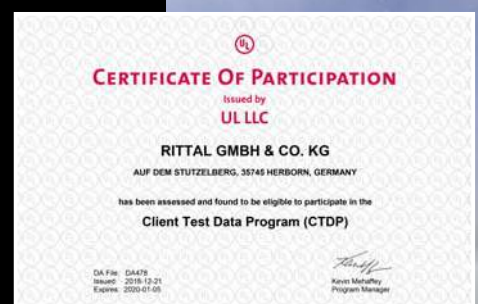 UL
CERTIFICATE OF PARTICIPATION
Issued by
UL LLC
RITTAL GMBH & CO. KG
AUF DEM STUTZELBERG, 35745 HERBORN, GERMANY
has been assessed and found to be eligible to participate in the
Client Test Data Program (CTDP)
DA File: DA478
Issued: 2018-12-21
Expires: 2020-01-05
Kevin Mehaffey
Program Manager